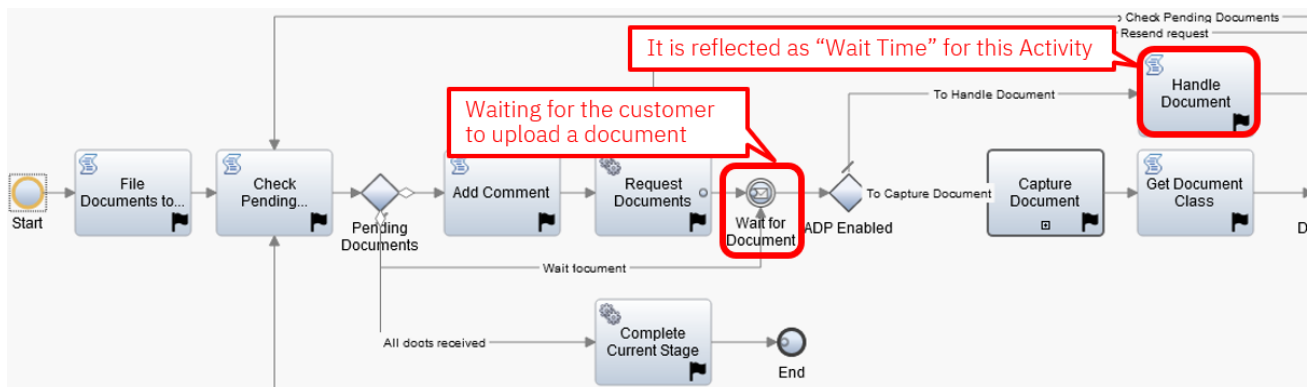 o Check Pending Documents
Resend request
It is reflected as “Wait Time” for this Activity
Handle
Document
To Handle Document
Waiting for the customer
to upload a document
File
Documents to...
Check
Pending...
Add Comment
Request
Documents
To Capture Document
Capture
Document
Get Document
Class
Start
Pending
Documents
Wait for
Document
ADP Enabled
D
Wait focument
All doots received
Complete
Current Stage
End